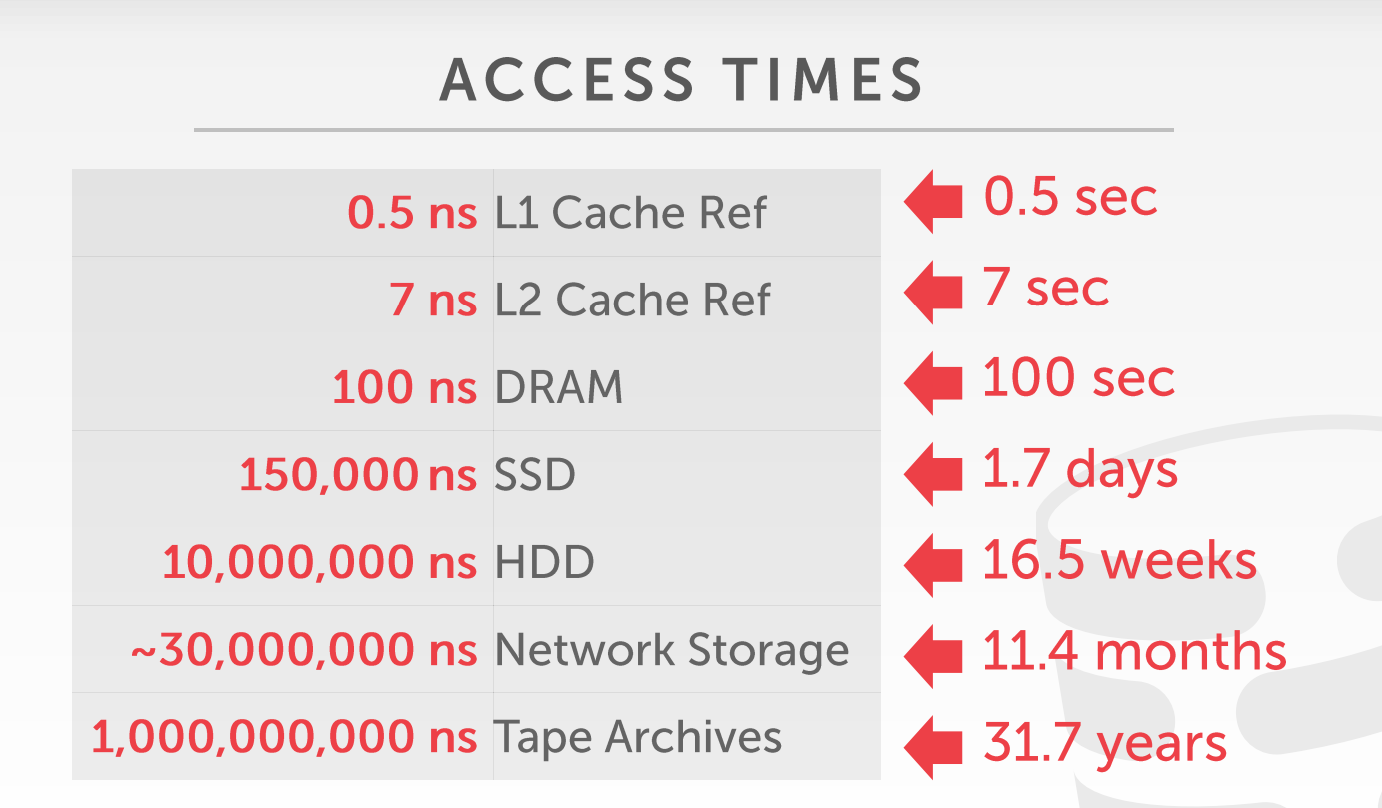 ACCESS TIMES
0.5 ns L1 Cache Ref 0.5 sec
7 ns L2 Cache Ref 7 sec
100 ns DRAM 100 sec
150,000 ns SSD 1.7 days
10,000,000 ns HDD 16.5 weeks
~30,000,000 ns Network Storage 11.4 months
1,000,000,000 ns Tape Archives 31.7 years